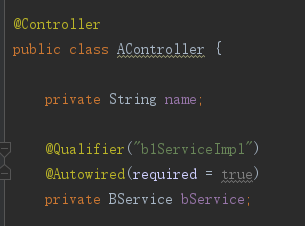 @Controller
public class AController {
private String name;
@Qualifier("b1ServiceImpl")
@Autowired(required = true)
private BService bService;